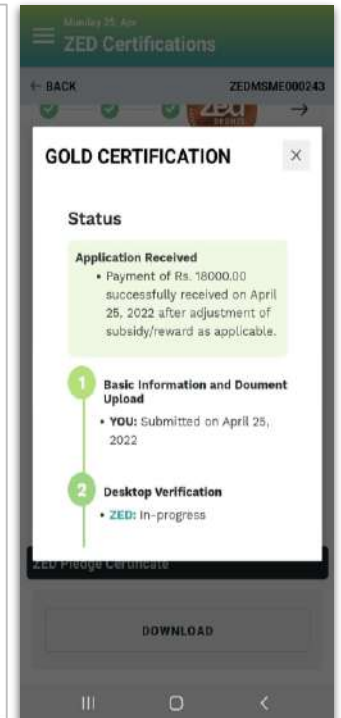 Monday 25, Apr
ZED Certifications
← BACK
ZEDMSME000243
zed
BRONZE
→
GOLD CERTIFICATION
×
Status
Application Received
• Payment of Rs. 18000.00
successfully received on April
25, 2022 after adjustment of
subsidy/reward as applicable.
1
Basic Information and Doument
Upload
• YOU: Submitted on April 25,
2022
2
Desktop Verification
• ZED: In-progress
ZED Pledge Certificate
DOWNLOAD